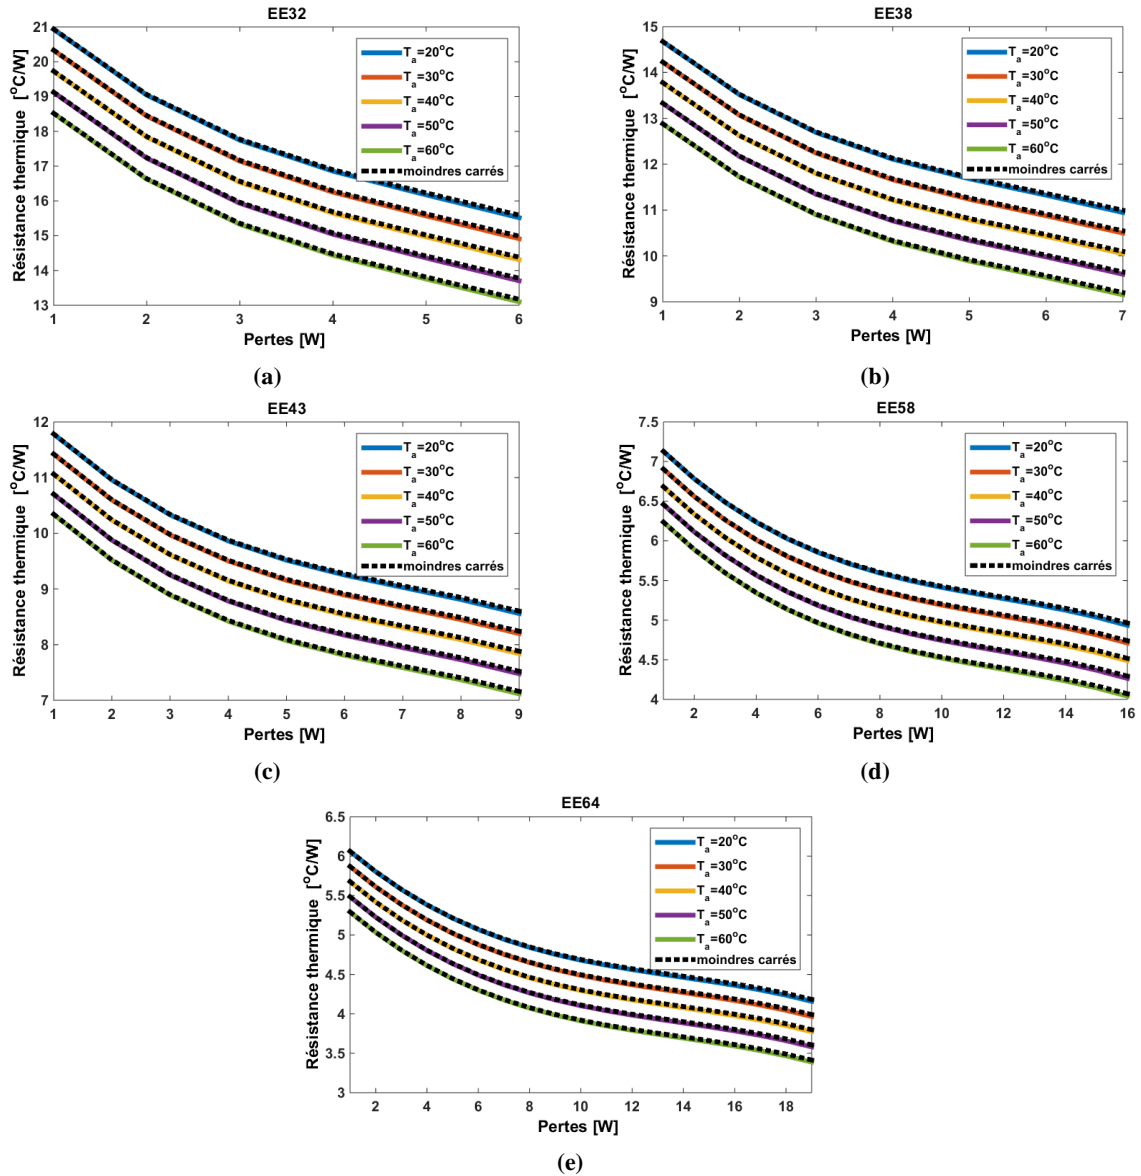 EE32
Résistance thermique [°C/W]
21
20
19
18
17
16
15
14
13
1 2 3 4 5 6
Pertes [W]
T_a=20°C
T_a=30°C
T_a=40°C
T_a=50°C
T_a=60°C
moindres carrés
(a)
EE38
Résistance thermique [°C/W]
15
14
13
12
11
10
9
1 2 3 4 5 6 7
Pertes [W]
T_a=20°C
T_a=30°C
T_a=40°C
T_a=50°C
T_a=60°C
moindres carrés
(b)
EE43
Résistance thermique [°C/W]
12
11
10
9
8
7
1 2 3 4 5 6 7 8 9
Pertes [W]
T_a=20°C
T_a=30°C
T_a=40°C
T_a=50°C
T_a=60°C
moindres carrés
(c)
EE58
Résistance thermique [°C/W]
7.5
7
6.5
6
5.5
5
4.5
4
2 4 6 8 10 12 14 16
Pertes [W]
T_a=20°C
T_a=30°C
T_a=40°C
T_a=50°C
T_a=60°C
moindres carrés
(d)
EE64
Résistance thermique [°C/W]
6.5
6
5.5
5
4.5
4
3.5
3
2 4 6 8 10 12 14 16 18
Pertes [W]
T_a=20°C
T_a=30°C
T_a=40°C
T_a=50°C
T_a=60°C
moindres carrés
(e)